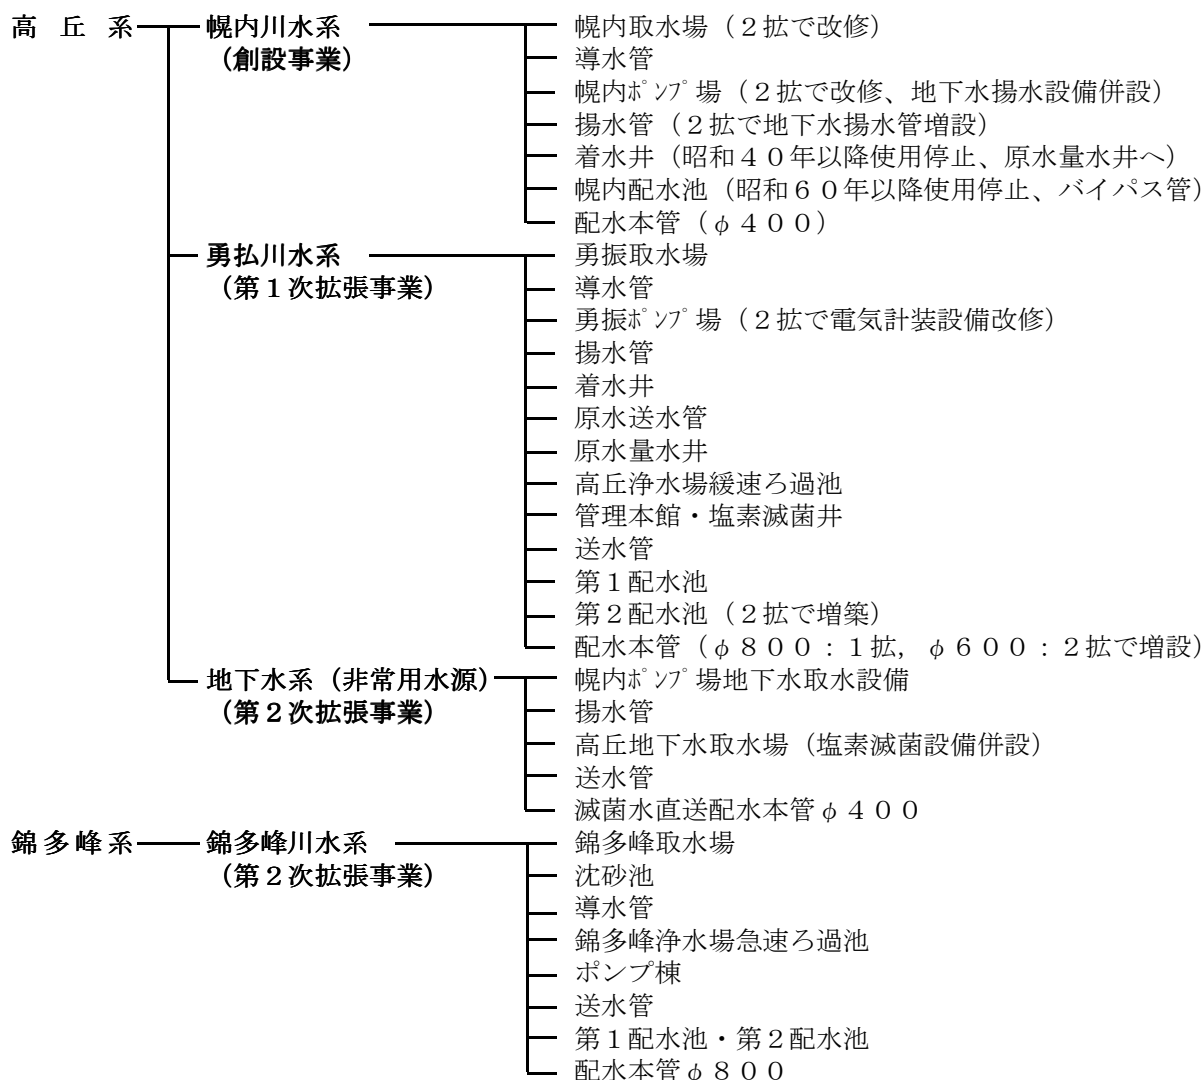 高丘系 幌内川水系 幌内取水場（２拡で改修）
（創設事業） 導水管
幌内ﾎﾟﾝﾌﾟ場（２拡で改修、地下水揚水設備併設）
揚水管（２拡で地下水揚水管増設）
着水井（昭和４０年以降使用停止、原水量水井へ）
幌内配水池（昭和６０年以降使用停止、バイパス管）
配水本管（φ４００）
勇払川水系 勇振取水場
（第１次拡張事業） 導水管
勇振ﾎﾟﾝﾌﾟ場（２拡で電気計装設備改修）
揚水管
着水井
原水送水管
原水量水井
高丘浄水場緩速ろ過池
管理本館・塩素滅菌井
送水管
第１配水池
第２配水池（２拡で増築）
配水本管（φ８００：１拡，φ６００：２拡で増設）
地下水系（非常用水源） 幌内ﾎﾟﾝﾌﾟ場地下水取水設備
（第２次拡張事業） 揚水管
高丘地下水取水場（塩素滅菌設備併設）
送水管
滅菌水直送配水本管φ４００
錦多峰系 錦多峰川水系 錦多峰取水場
（第２次拡張事業） 沈砂池
導水管
錦多峰浄水場急速ろ過池
ポンプ棟
送水管
第１配水池・第２配水池
配水本管φ８００